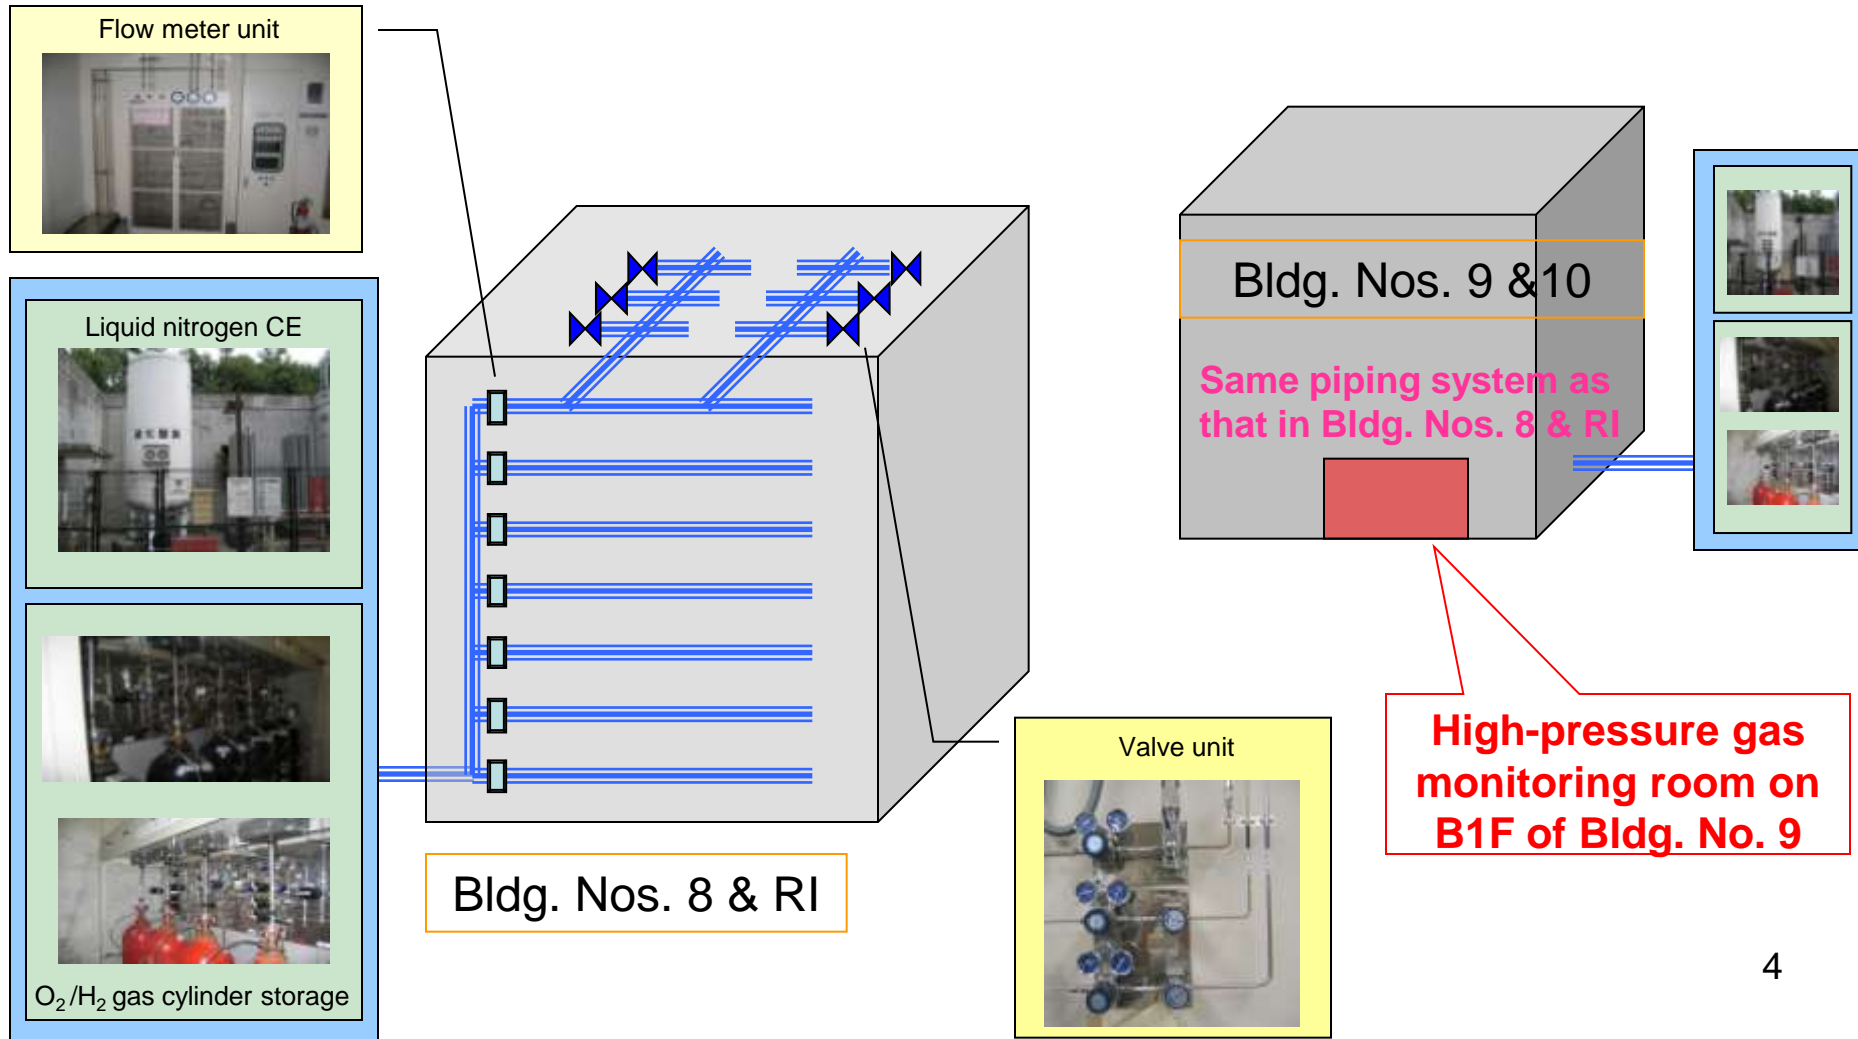 Flow meter unit
Liquid nitrogen CE
O₂/H₂ gas cylinder storage
Bldg. Nos. 8 & RI
Valve unit
Bldg. Nos. 9 &10
Same piping system as
that in Bldg. Nos. 8 & RI
High-pressure gas
monitoring room on
B1F of Bldg. No. 9
4